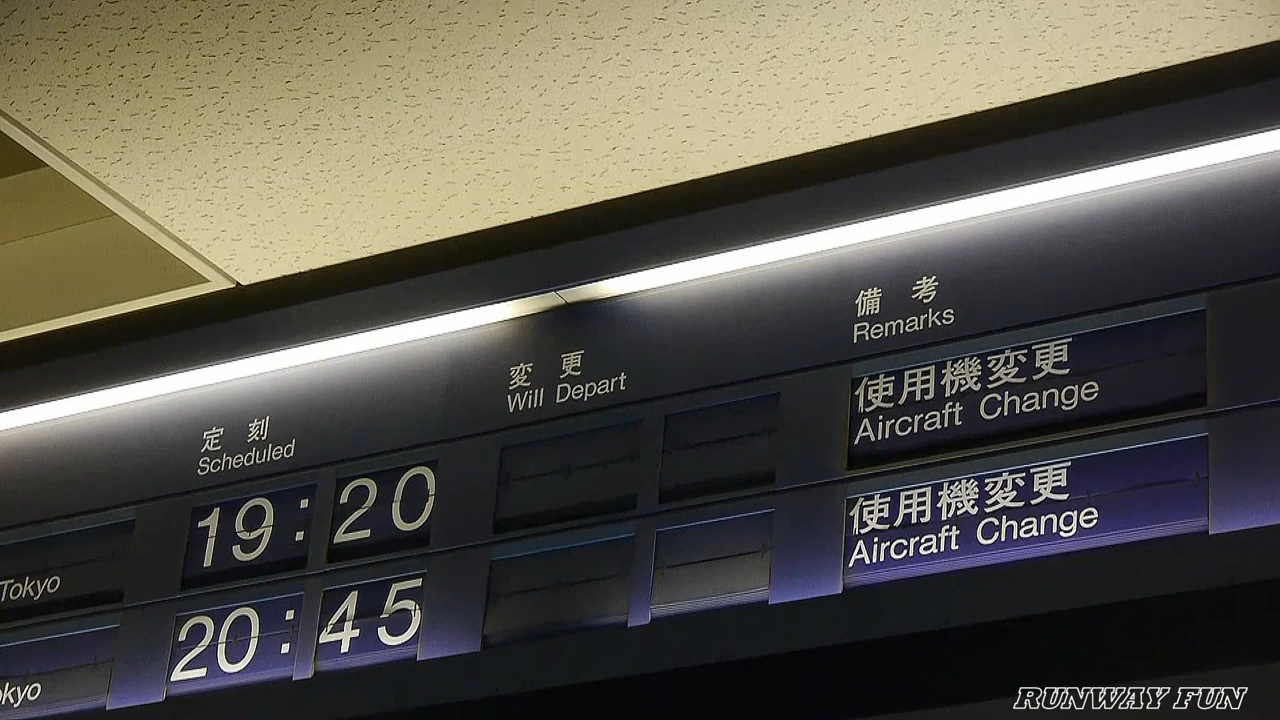 定 刻
Scheduled
変 更
Will Depart
備 考
Remarks
Tokyo
19:20
使用機変更
Aircraft Change
20:45
使用機変更
Aircraft Change
RUNWAY FUN